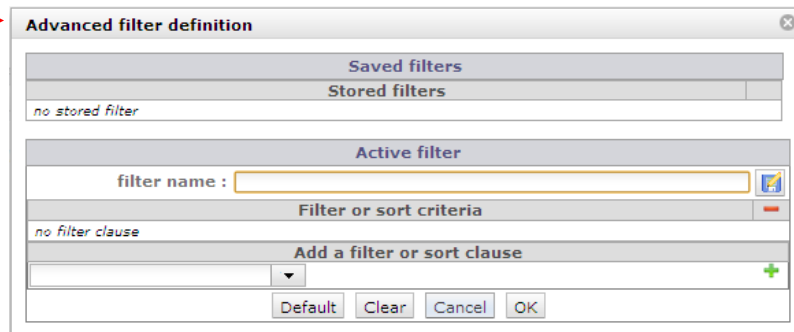 Advanced filter definition
Saved filters
Stored filters
no stored filter
Active filter
filter name :
Filter or sort criteria
no filter clause
Add a filter or sort clause
Default Clear Cancel OK